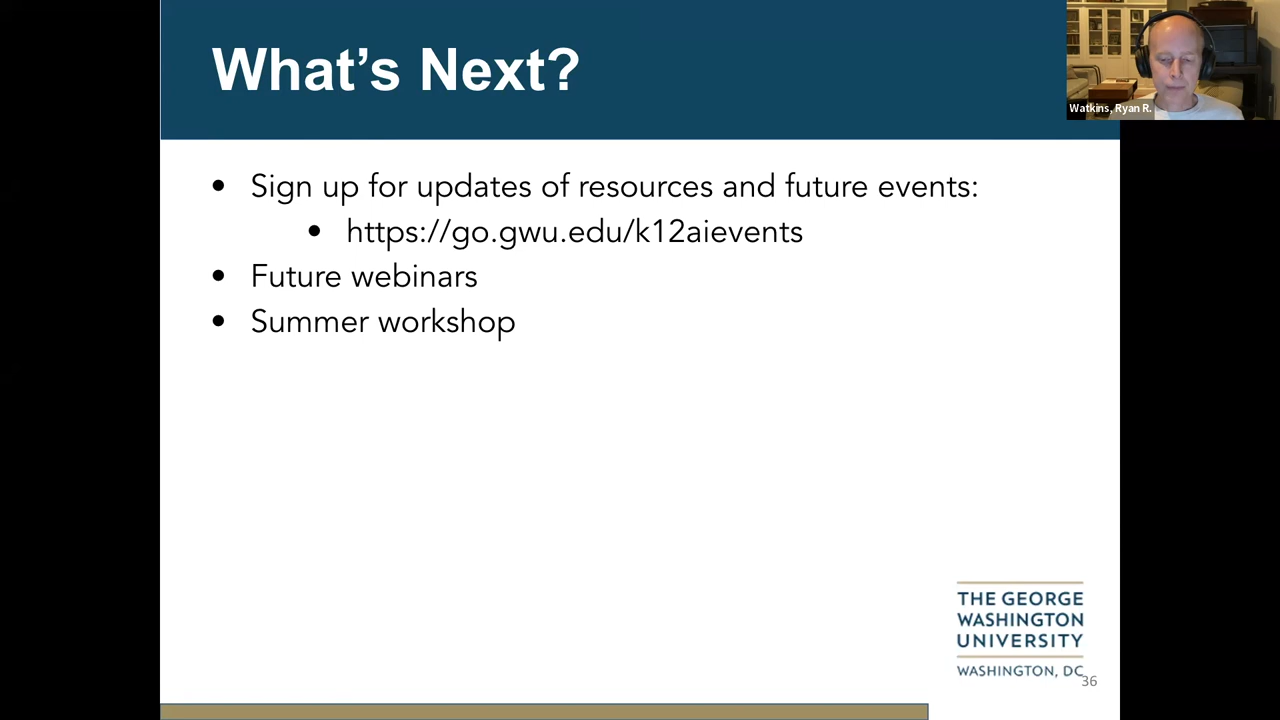 What's Next?
Watkins, Ryan R.
• Sign up for updates of resources and future events:
• https://go.gwu.edu/k12aievents
• Future webinars
• Summer workshop
THE GEORGE
WASHINGTON
UNIVERSITY
WASHINGTON, DC
36